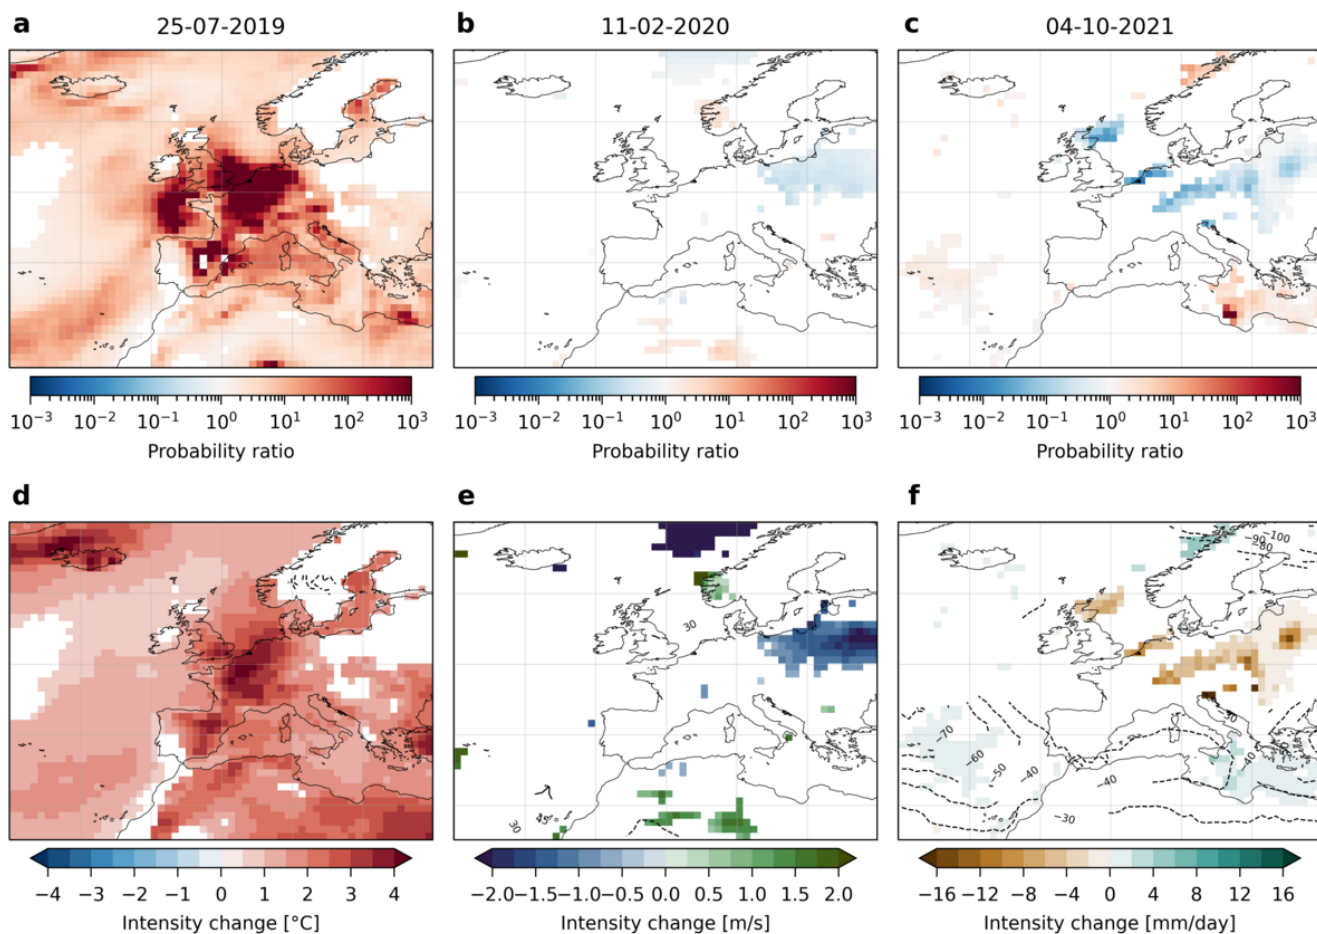 a 25-07-2019
b 11-02-2020
c 04-10-2021
10⁻³ 10⁻² 10⁻¹ 10⁰ 10¹ 10² 10³
Probability ratio
10⁻³ 10⁻² 10⁻¹ 10⁰ 10¹ 10² 10³
Probability ratio
10⁻³ 10⁻² 10⁻¹ 10⁰ 10¹ 10² 10³
Probability ratio
d
e
30
30
45
f
−100
−90
−80
−70
−60
−50
−40
−40
−40
−30
−30
−4 −3 −2 −1 0 1 2 3 4
Intensity change [°C]
−2.0 −1.5 −1.0 −0.5 0.0 0.5 1.0 1.5 2.0
Intensity change [m/s]
−16 −12 −8 −4 0 4 8 12 16
Intensity change [mm/day]